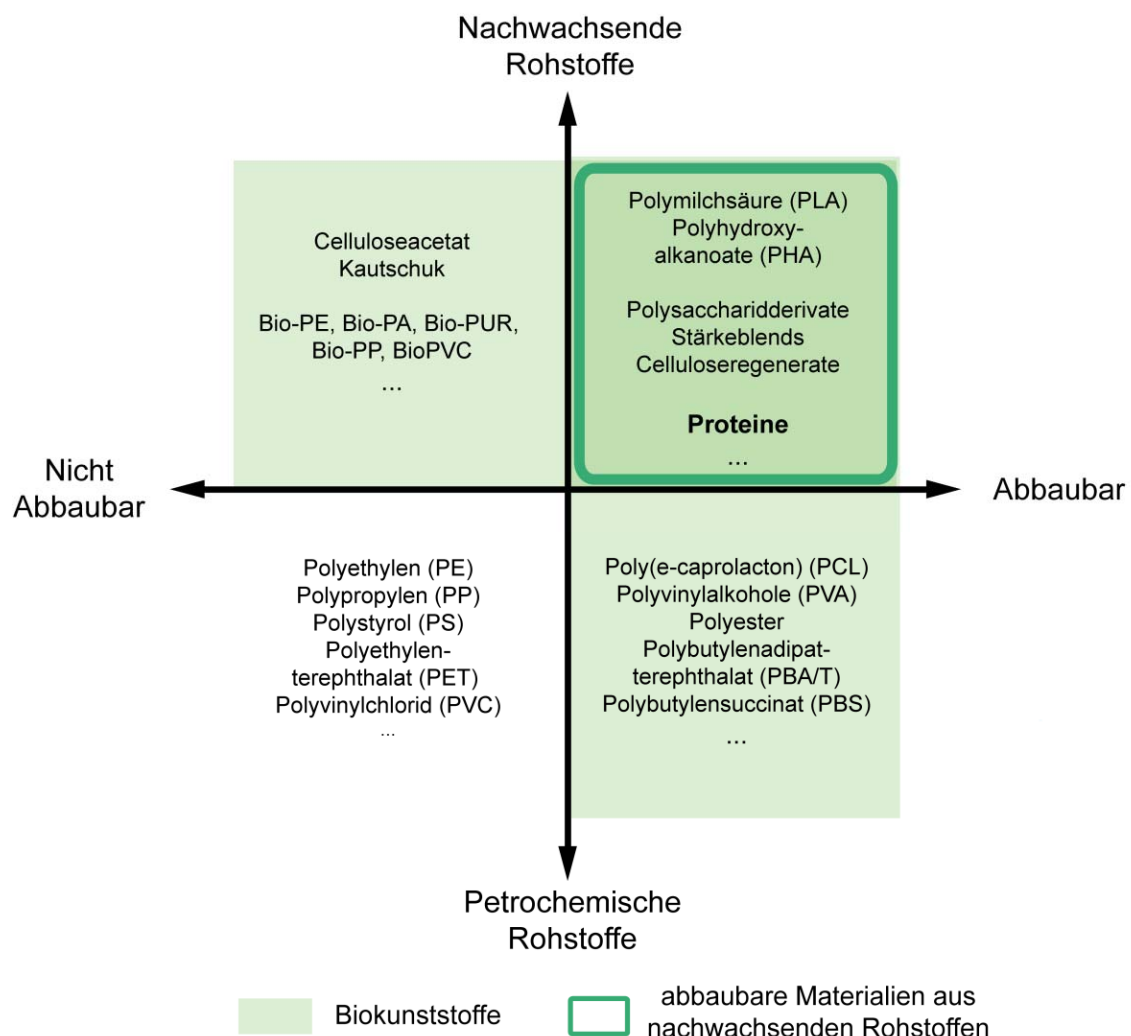 Nachwachsende
Rohstoffe
Celluloseacetat
Kautschuk
Bio-PE, Bio-PA, Bio-PUR,
Bio-PP, BioPVC
...
Polymilchsäure (PLA)
Polyhydroxy-
alkanoate (PHA)
Polysaccharidderivate
Stärkeblends
Celluloseregenerate
Proteine
...
Nicht
Abbaubar
Abbaubar
Polyethylen (PE)
Polypropylen (PP)
Polystyrol (PS)
Polyethylen-
terephthalat (PET)
Polyvinylchlorid (PVC)
...
Poly(e-caprolacton) (PCL)
Polyvinylalkohole (PVA)
Polyester
Polybutylenadipat-
terephthalat (PBA/T)
Polybutylensuccinat (PBS)
...
Petrochemische
Rohstoffe
Biokunststoffe
abbaubare Materialien aus
nachwachsenden Rohstoffen